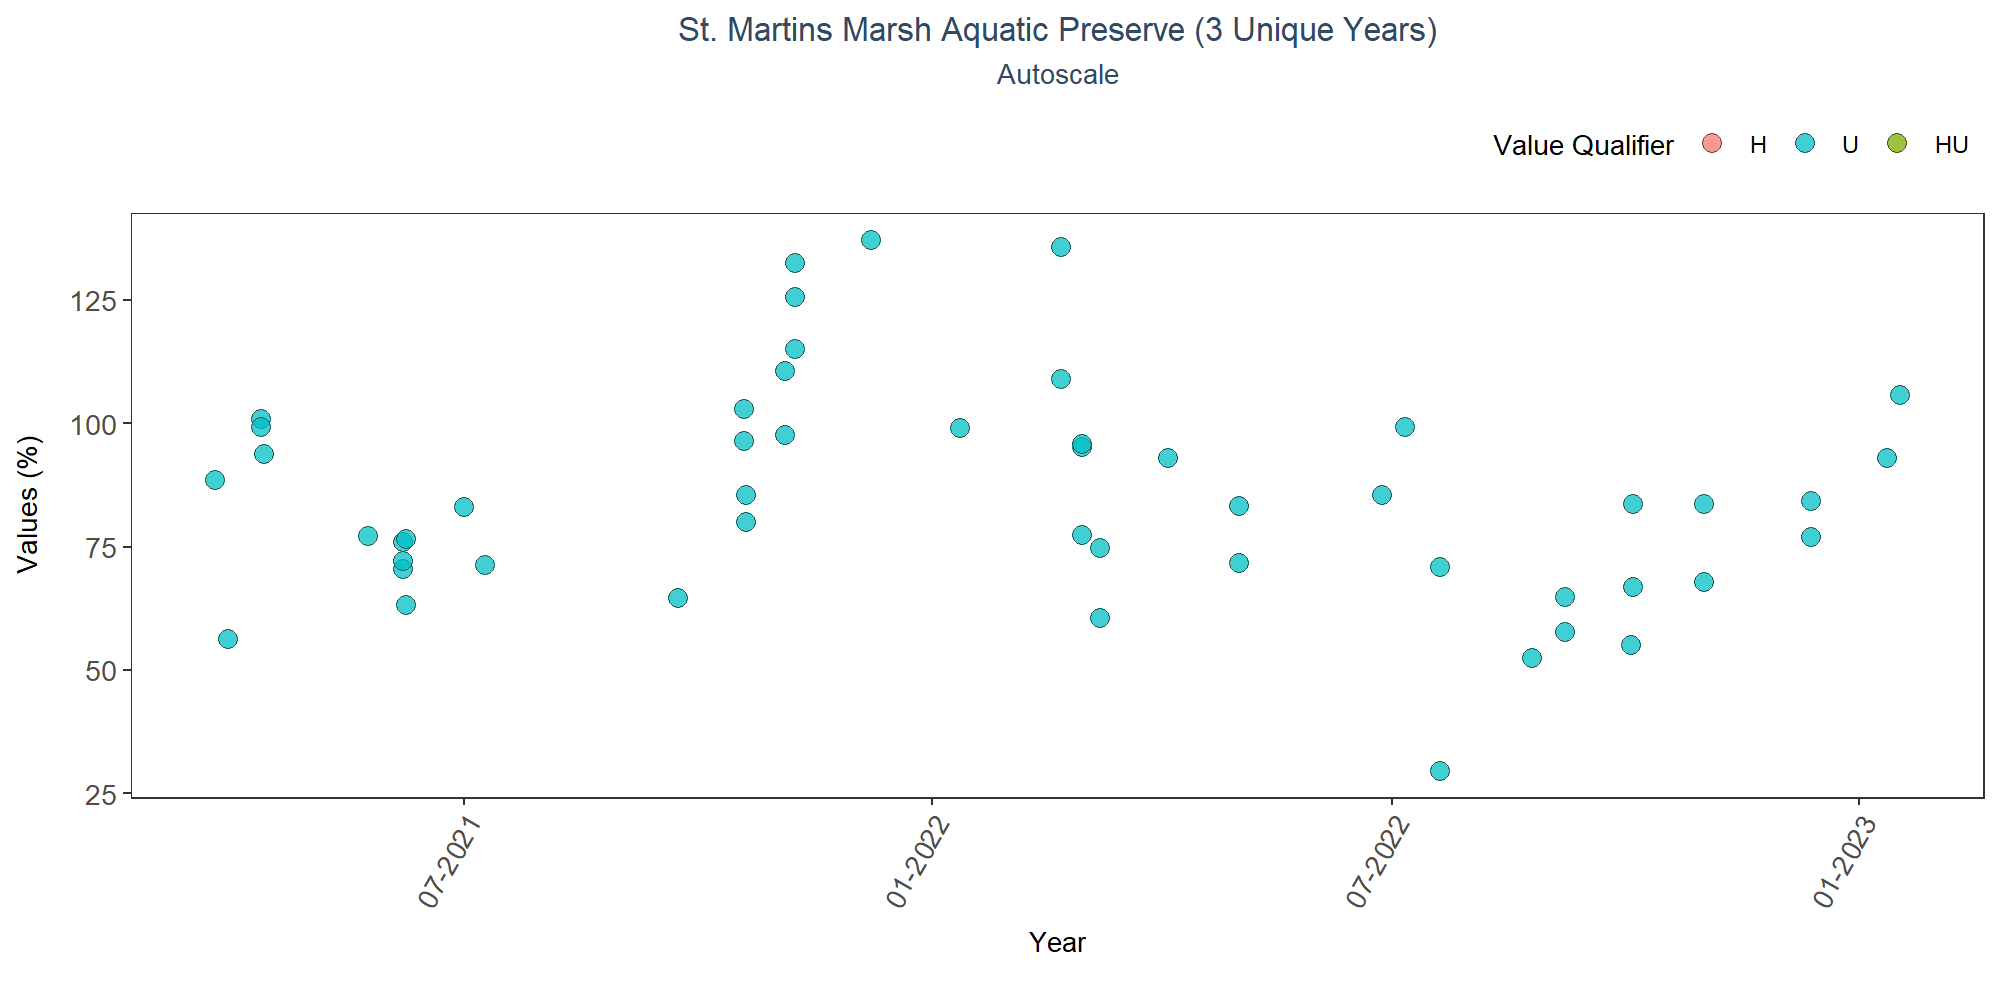 St. Martins Marsh Aquatic Preserve (3 Unique Years)
Autoscale
Value Qualifier H U HU
Values (%)
125
100
75
50
25
07-2021
01-2022
07-2022
01-2023
Year